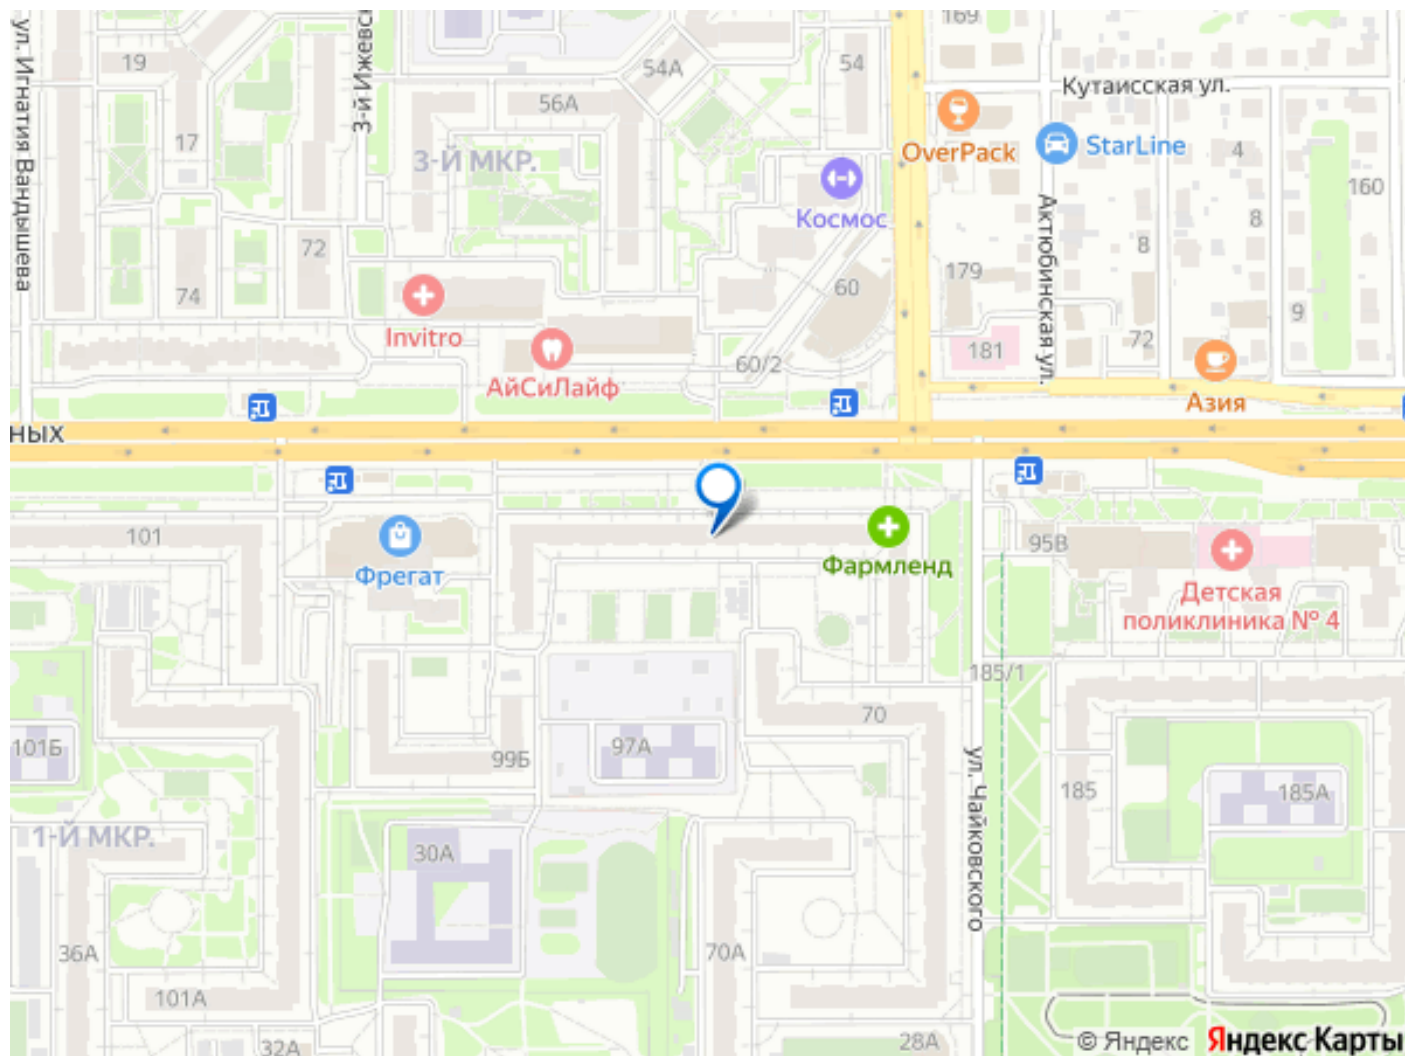 169
ул. Игнатия Вандышева
3-й Ижевс
19
54А
54
56А
Кутаисская ул.
OverPack
StarLine
17
3-Й МКР.
4
160
Космос
Актюбинская ул.
8
8
72
74
179
60
9
Invitro
181
72
60/2
АйСиЛайф
Азия
ных
101
95В
Фрегат
Фармленд
Детская
поликлиника № 4
185/1
70
101Б
99Б
97А
ул. Чайковского
185
185А
1-Й МКР.
30А
36А
70А
101А
32А
28А
© Яндекс
Яндекс Карты